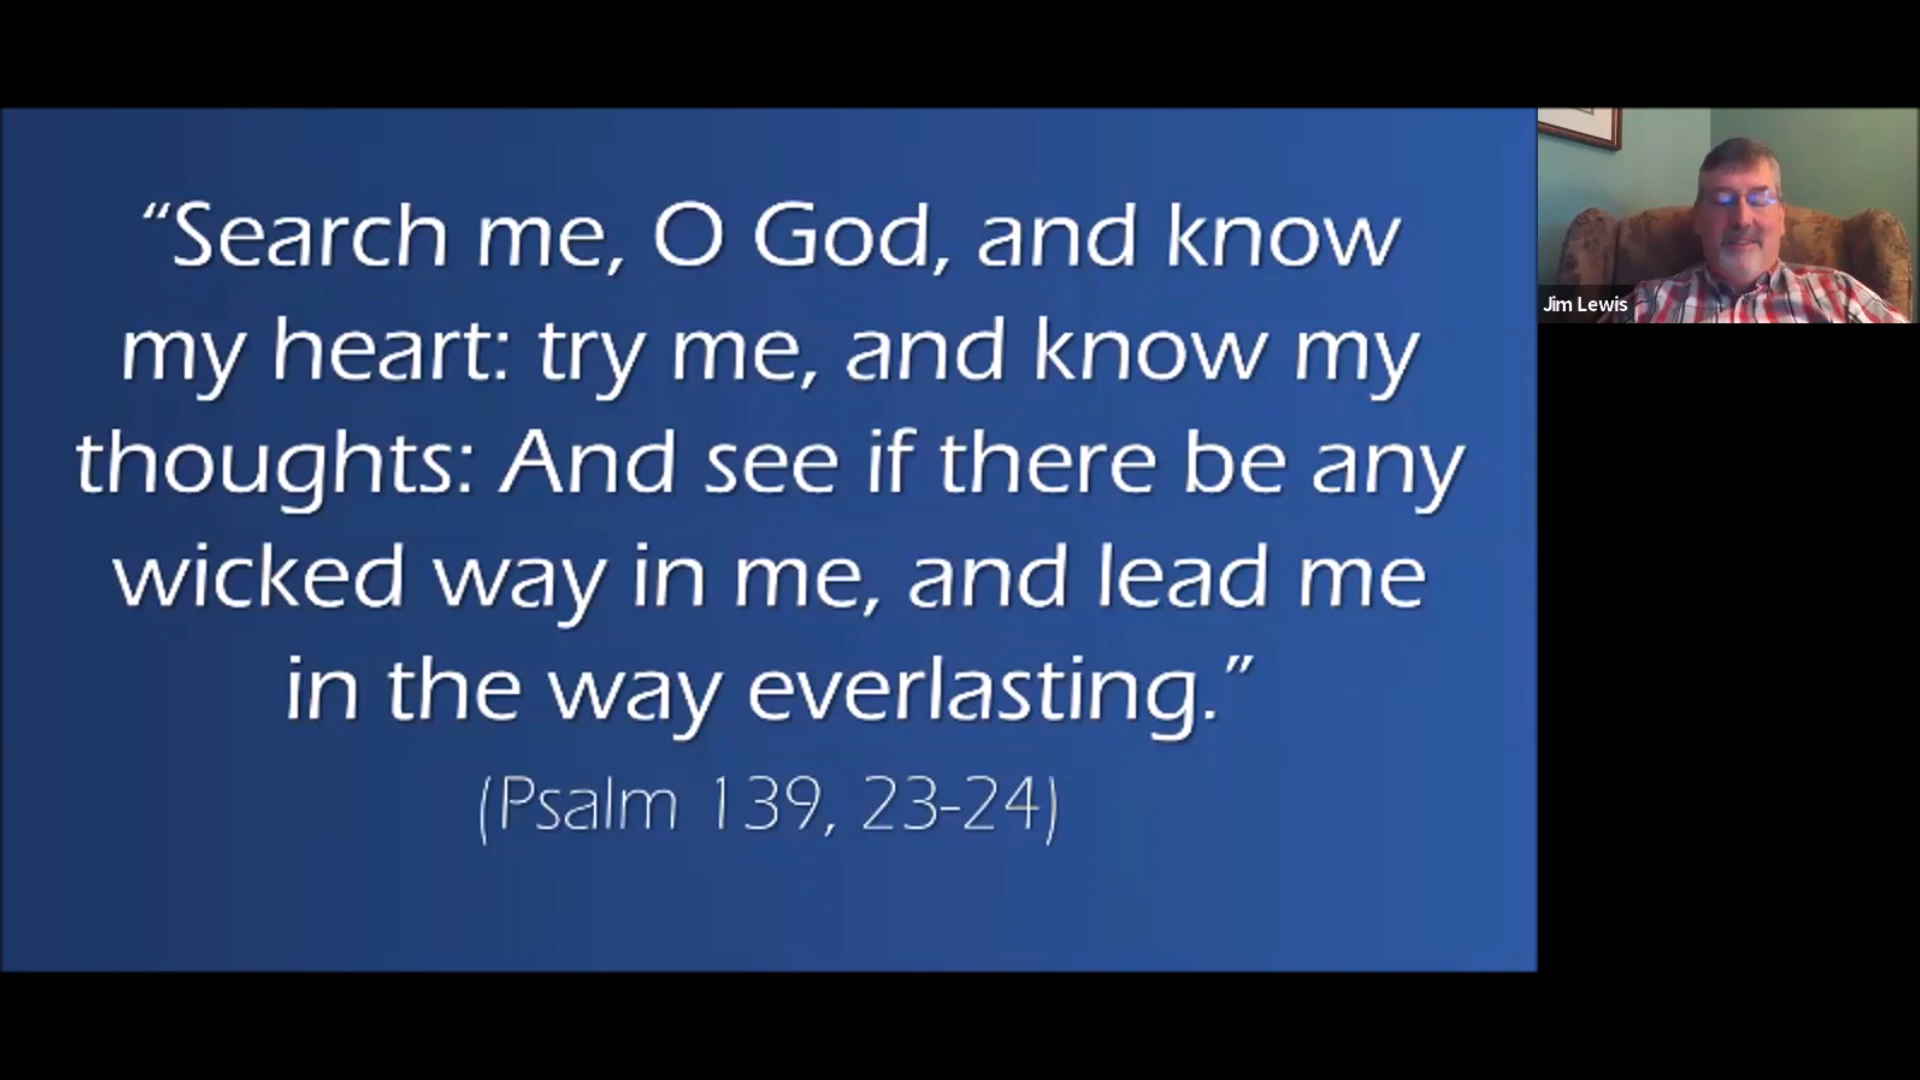 “Search me, O God, and know
my heart: try me, and know my
thoughts: And see if there be any
wicked way in me, and lead me
in the way everlasting.”
(Psalm 139, 23-24)
Jim Lewis